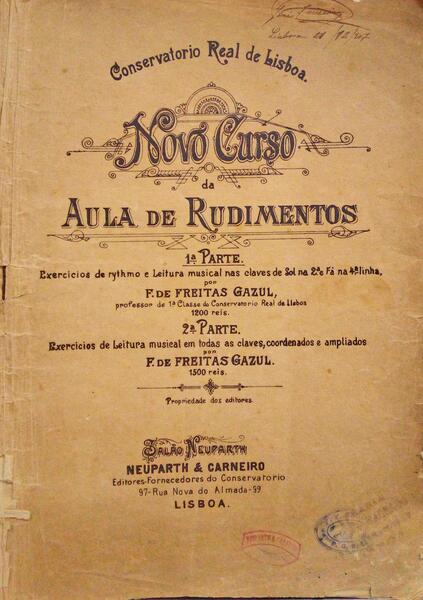 Lisboa 28/12/907
Conservatorio Real de Lisboa.
Novo Curso
da
AULA DE RUDIMENTOS
1ª PARTE.
Exercicios de rythmo e Leitura musical nas claves de Sol na 2ª e Fá na 4ª linha,
por
F. DE FREITAS GAZUL,
professor de 1ª Classe do Conservatorio Real de Lisboa
1200 reis.
2ª PARTE.
Exercicios de Leitura musical em todas as claves, coordenados e ampliados
por
F. DE FREITAS GAZUL.
1500 reis.
Propriedade dos editores.
SALÃO NEUPARTH
NEUPARTH & CARNEIRO
Editores-Fornecedores do Conservatorio
97-Rua Nova do Almada-99
LISBOA.